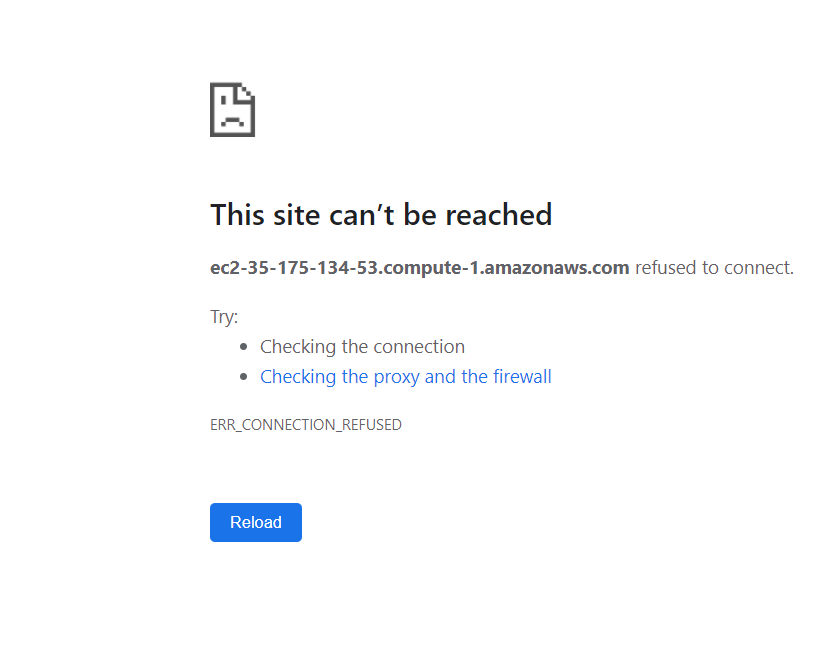 This site can’t be reached
ec2-35-175-134-53.compute-1.amazonaws.com refused to connect.
Try:
• Checking the connection
• Checking the proxy and the firewall
ERR_CONNECTION_REFUSED
Reload